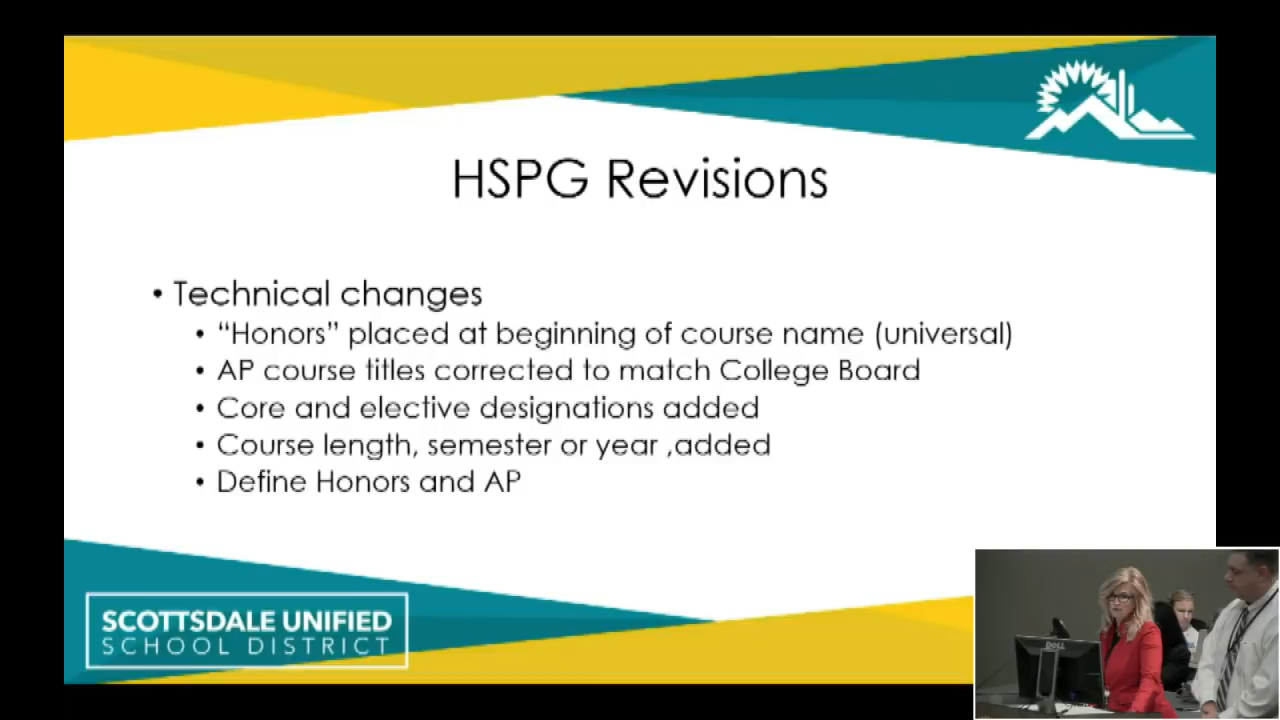 HSPG Revisions
• Technical changes
• “Honors” placed at beginning of course name (universal)
• AP course titles corrected to match College Board
• Core and elective designations added
• Course length, semester or year ,added
• Define Honors and AP
SCOTTSDALE UNIFIED
SCHOOL DISTRICT
DELL